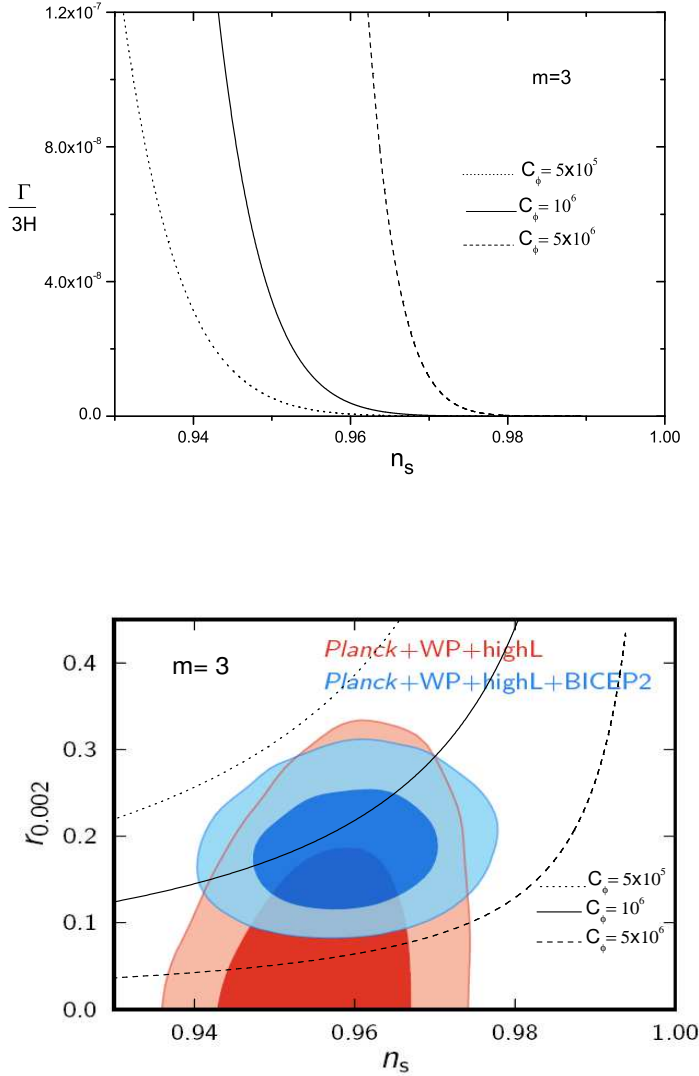 1.2x10⁻⁷
m=3
8.0x10⁻⁸
C_ϕ= 5x10⁵
Γ
3H
C_ϕ= 10⁶
C_ϕ= 5x10⁶
4.0x10⁻⁸
0.0
0.94 0.96 0.98 1.00
n_s
Planck+WP+highL
m= 3
0.4
Planck+WP+highL+BICEP2
0.3
r_0.002
0.2
C_ϕ= 5x10⁵
C_ϕ= 10⁶
0.1
C_ϕ= 5x10⁶
0.0
0.94 0.96 0.98 1.00
n_s